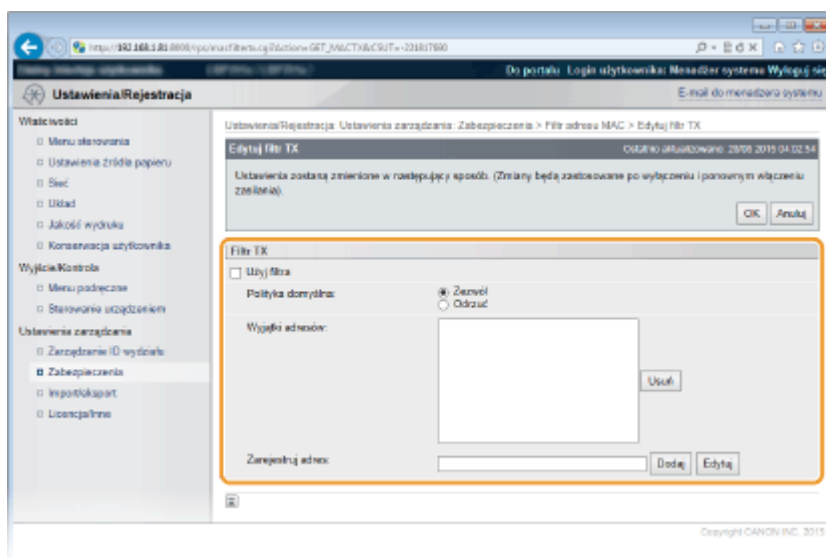 Do portalu Login użytkownika: Menedżer systemu Wyloguj się
Ustawienia/Rejestracja
E-mail do menedżera systemu
Właściwości
Menu sterowania
Ustawienia źródła papieru
Sieć
Układ
Jakość wydruku
Konserwacja użytkownika
Wyjście/Kontrola
Menu podręczne
Sterowanie urządzeniem
Ustawienia zarządzania
Zarządzanie ID wydziału
Zabezpieczenia
Import/eksport
Licencja/Inne
Ustawienia/Rejestracja: Ustawienia zarządzania: Zabezpieczenia > Filtr adresu MAC > Edytuj filtr TX
Edytuj filtr TX
Ostatnio aktualizowano: 28/08 2015 04:02:54
Ustawienia zostaną zmienione w następujący sposób. (Zmiany będą zastosowane po wyłączeniu i ponownym włączeniu
zasilania).
OK Anuluj
Filtr TX
Użyj filtra
Polityka domyślna:
Zezwól
Odrzuć
Wyjątki adresów:
Usuń
Zarejestruj adres:
Dodaj Edytuj
Copyright CANON INC. 2015